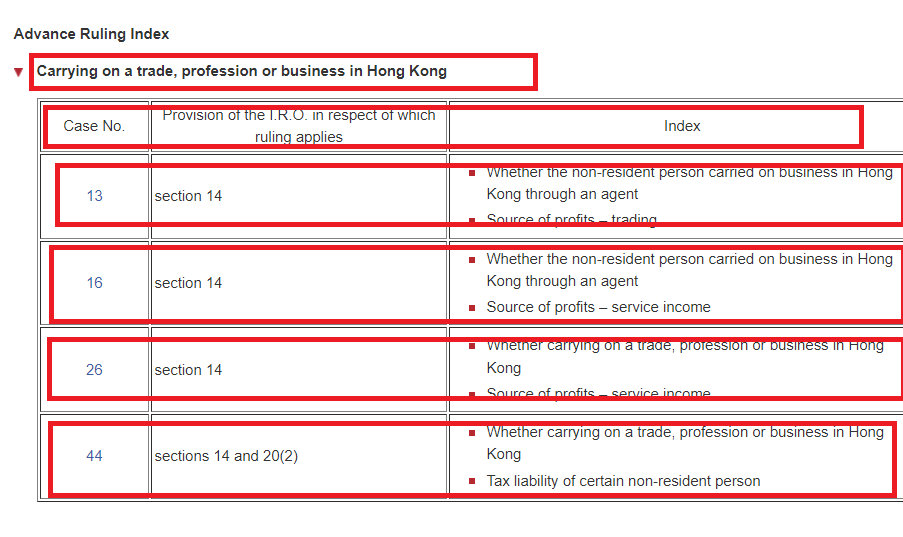 Advance Ruling Index
Carrying on a trade, profession or business in Hong Kong
Case No.
Provision of the I.R.O. in respect of which
ruling applies
Index
13
section 14
Whether the non-resident person carried on business in Hong
Kong through an agent
Source of profits – trading
16
section 14
Whether the non-resident person carried on business in Hong
Kong through an agent
Source of profits – service income
26
section 14
Whether carrying on a trade, profession or business in Hong
Kong
Source of profits – service income
44
sections 14 and 20(2)
Whether carrying on a trade, profession or business in Hong
Kong
Tax liability of certain non-resident person